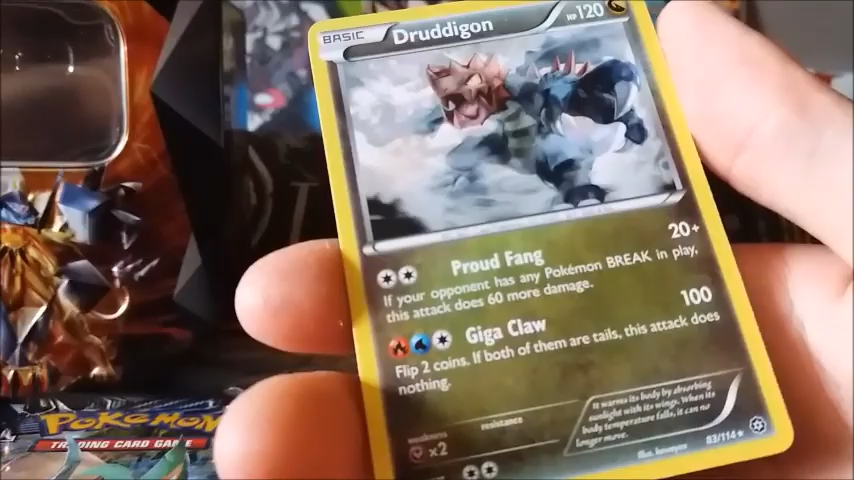 BASIC
Druddigon
HP 120
Proud Fang
20+
If your opponent has any Pokémon BREAK in play,
this attack does 60 more damage.
Giga Claw
100
Flip 2 coins. If both of them are tails, this attack does
nothing.
weakness
×2
resistance
It warms its body by absorbing
sunlight with its wings. When its
body temperature falls, it can no
longer move.
83/114★
POKéMON
TRADING CARD GAME